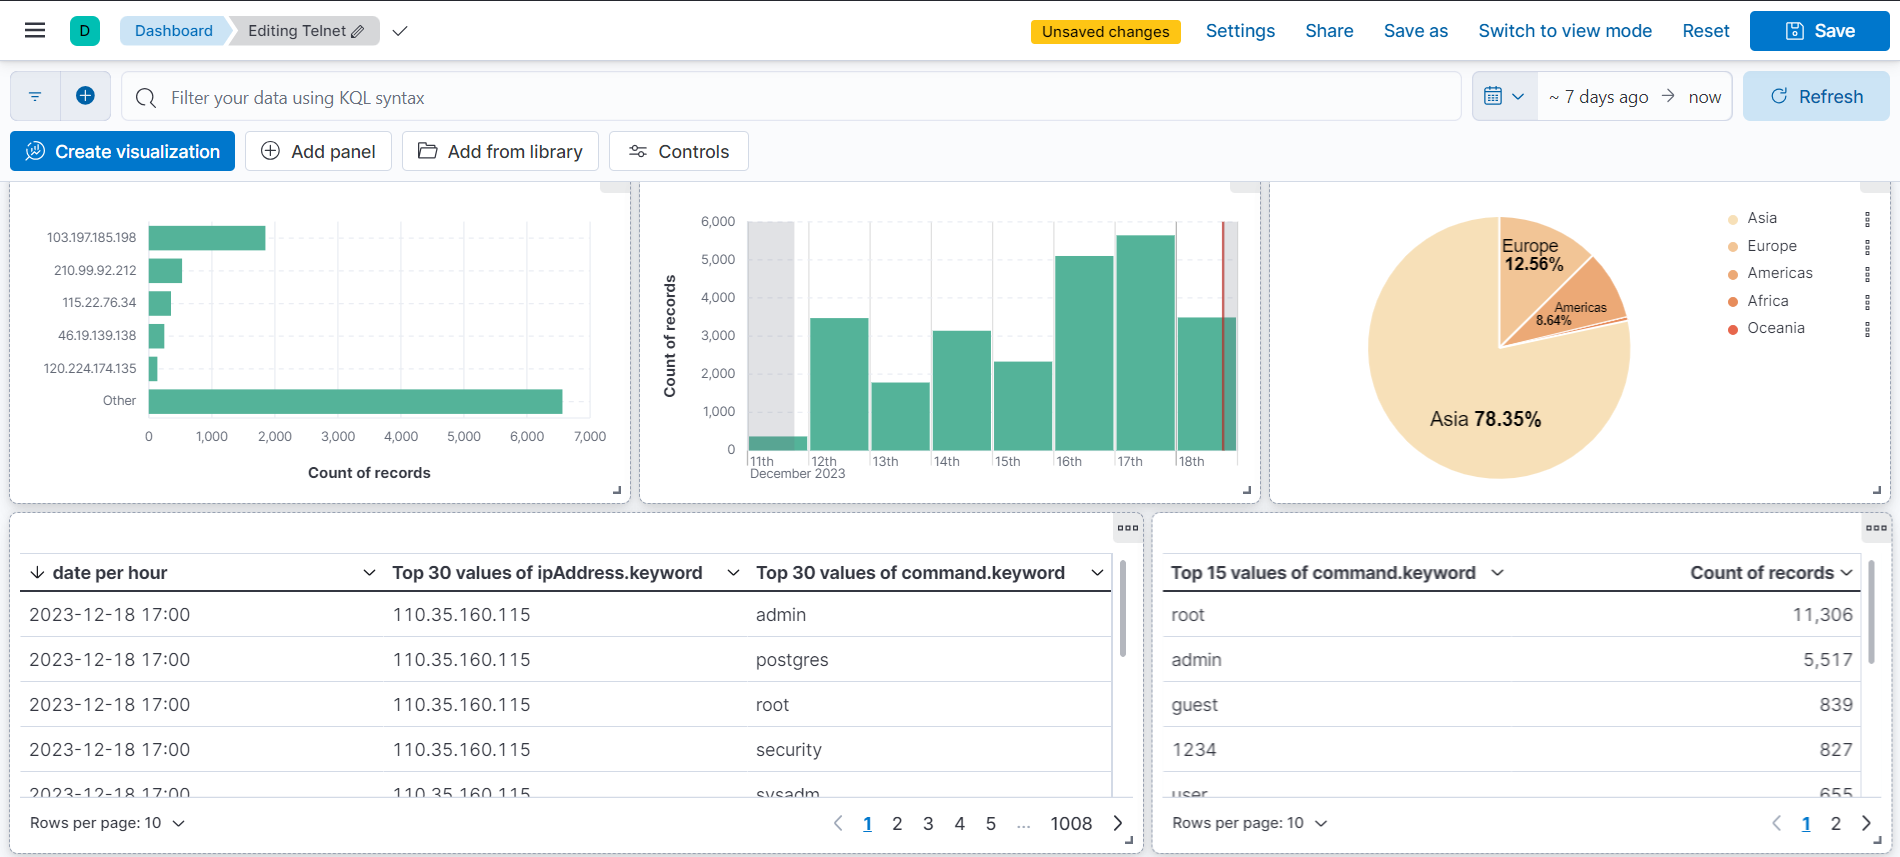 D Dashboard Editing Telnet Unsaved changes Settings Share Save as Switch to view mode Reset Save
Filter your data using KQL syntax ~ 7 days ago → now Refresh
Create visualization Add panel Add from library Controls
103.197.185.198
210.99.92.212
115.22.76.34
46.19.139.138
120.224.174.135
Other
0 1,000 2,000 3,000 4,000 5,000 6,000 7,000
Count of records
6,000
5,000
4,000
3,000
2,000
1,000
0
Count of records
11th 12th 13th 14th 15th 16th 17th 18th
December 2023
Europe
12.56%
Americas
8.64%
Asia 78.35%
Asia
Europe
Americas
Africa
Oceania
date per hour Top 30 values of ipAddress.keyword Top 30 values of command.keyword
2023-12-18 17:00 110.35.160.115 admin
2023-12-18 17:00 110.35.160.115 postgres
2023-12-18 17:00 110.35.160.115 root
2023-12-18 17:00 110.35.160.115 security
2023-12-18 17:00 110.35.160.115 sysadm
Rows per page: 10 1 2 3 4 5 ... 1008
Top 15 values of command.keyword Count of records
root 11,306
admin 5,517
guest 839
1234 827
user 655
Rows per page: 10 1 2